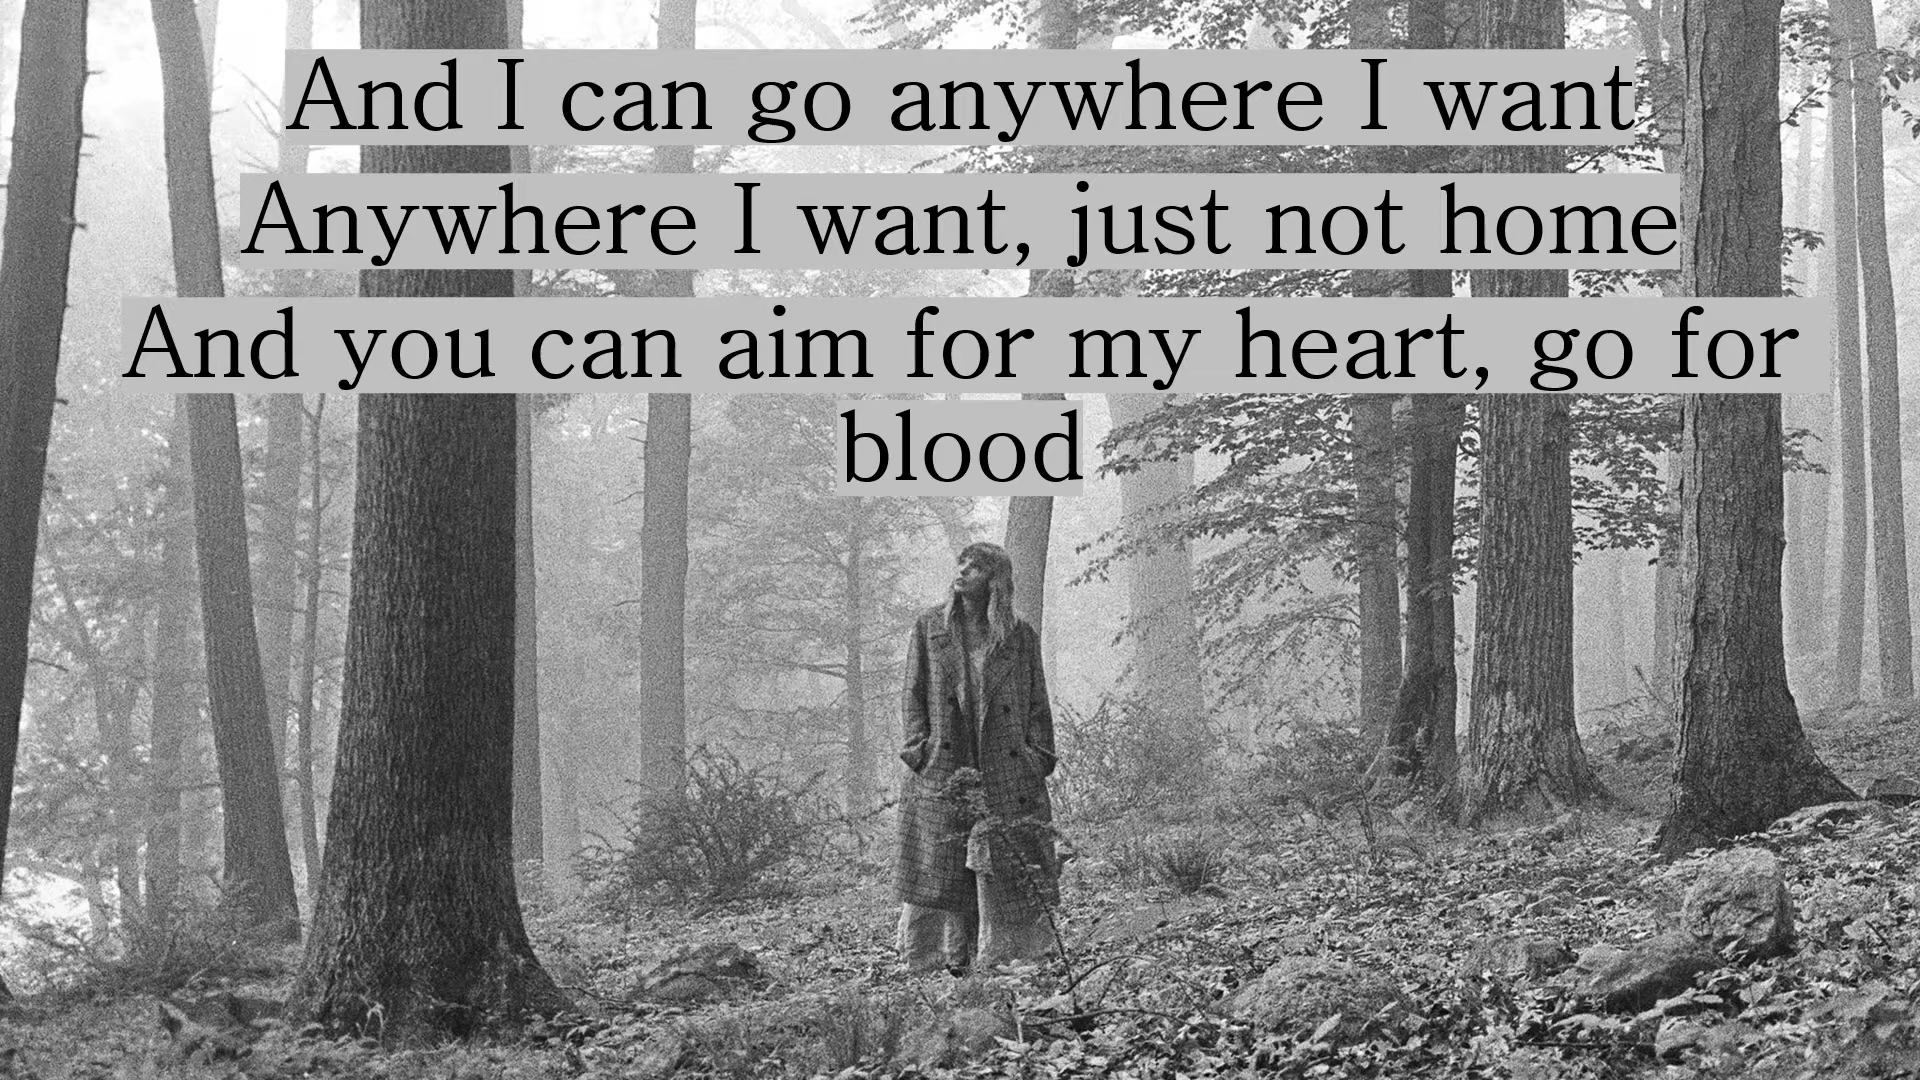 And I can go anywhere I want
Anywhere I want, just not home
And you can aim for my heart, go for
blood